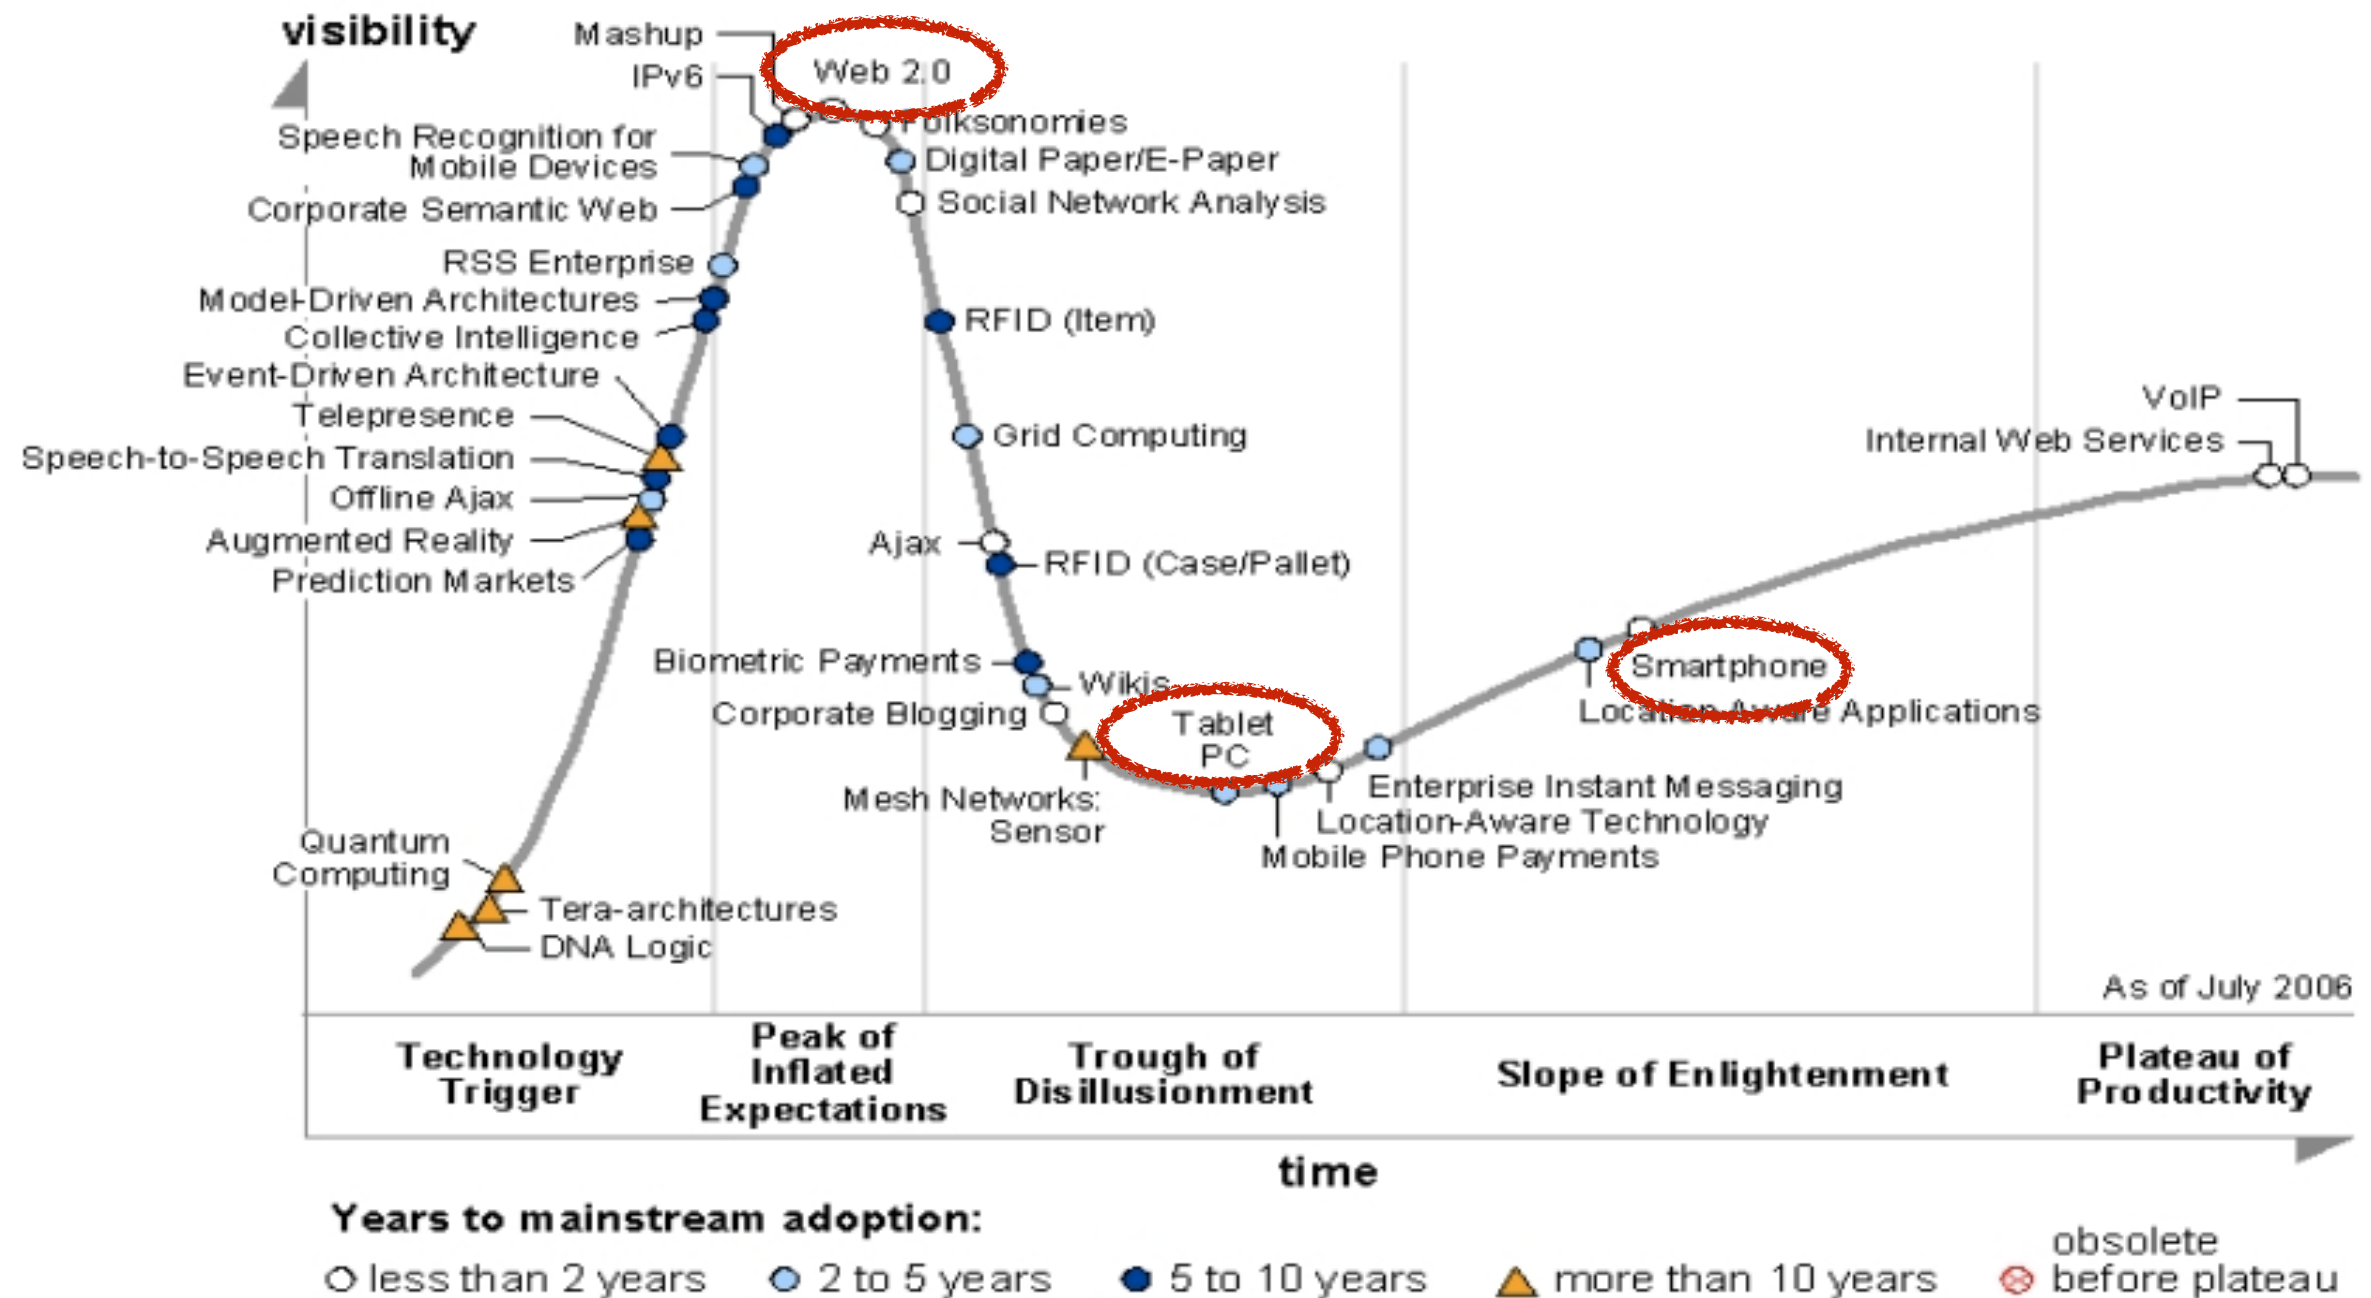 visibility
Mashup
IPv6
Web 2.0
Speech Recognition for
Mobile Devices
Corporate Semantic Web
RSS Enterprise
Model-Driven Architectures
Collective Intelligence
Event-Driven Architecture
Telepresence
Speech-to-Speech Translation
Offline Ajax
Augmented Reality
Prediction Markets
Quantum
Computing
Tera-architectures
DNA Logic
Folksonomies
Digital Paper/E-Paper
Social Network Analysis
RFID (Item)
Grid Computing
Ajax
RFID (Case/Pallet)
Biometric Payments
Wikis
Corporate Blogging
Mesh Networks:
Sensor
Tablet
PC
Enterprise Instant Messaging
Location-Aware Technology
Mobile Phone Payments
Smartphone
Location-Aware Applications
VoIP
Internal Web Services
As of July 2006
Technology
Trigger
Peak of
Inflated
Expectations
Trough of
Disillusionment
Slope of Enlightenment
Plateau of
Productivity
time
Years to mainstream adoption:
less than 2 years
2 to 5 years
5 to 10 years
more than 10 years
obsolete
before plateau